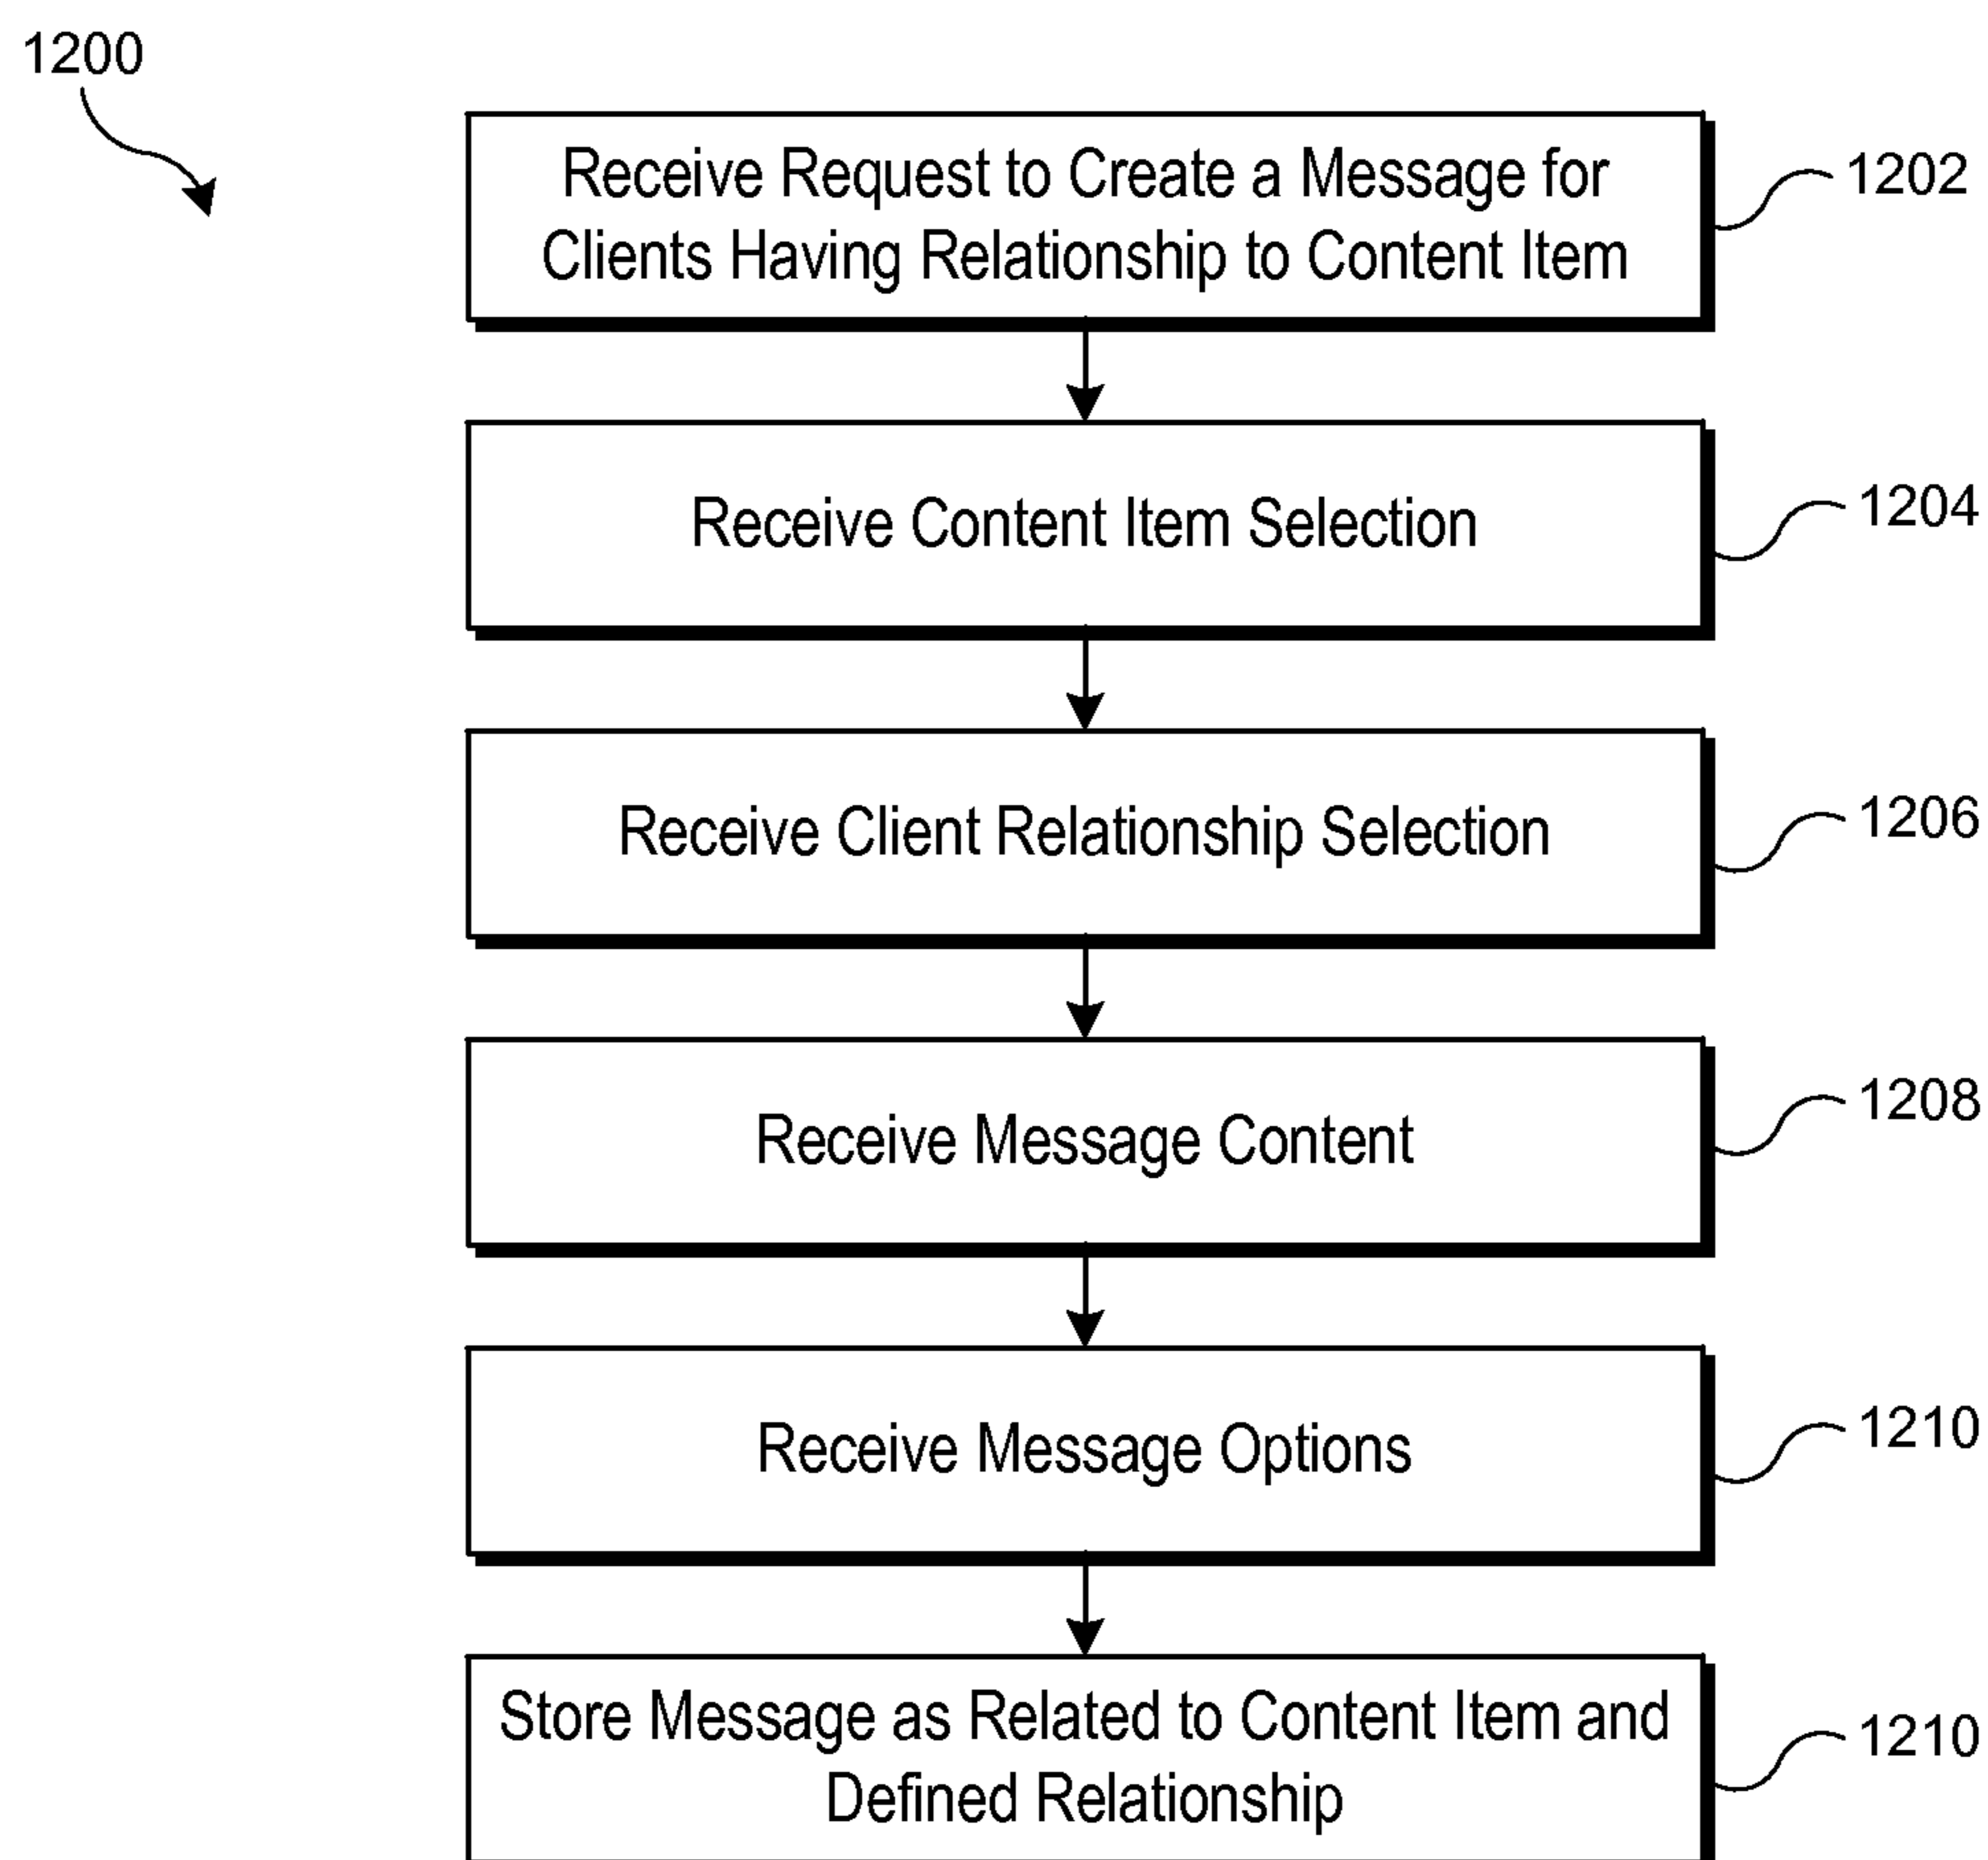 1200
Receive Request to Create a Message for
Clients Having Relationship to Content Item
1202
Receive Content Item Selection
1204
Receive Client Relationship Selection
1206
Receive Message Content
1208
Receive Message Options
1210
Store Message as Related to Content Item and
Defined Relationship
1210